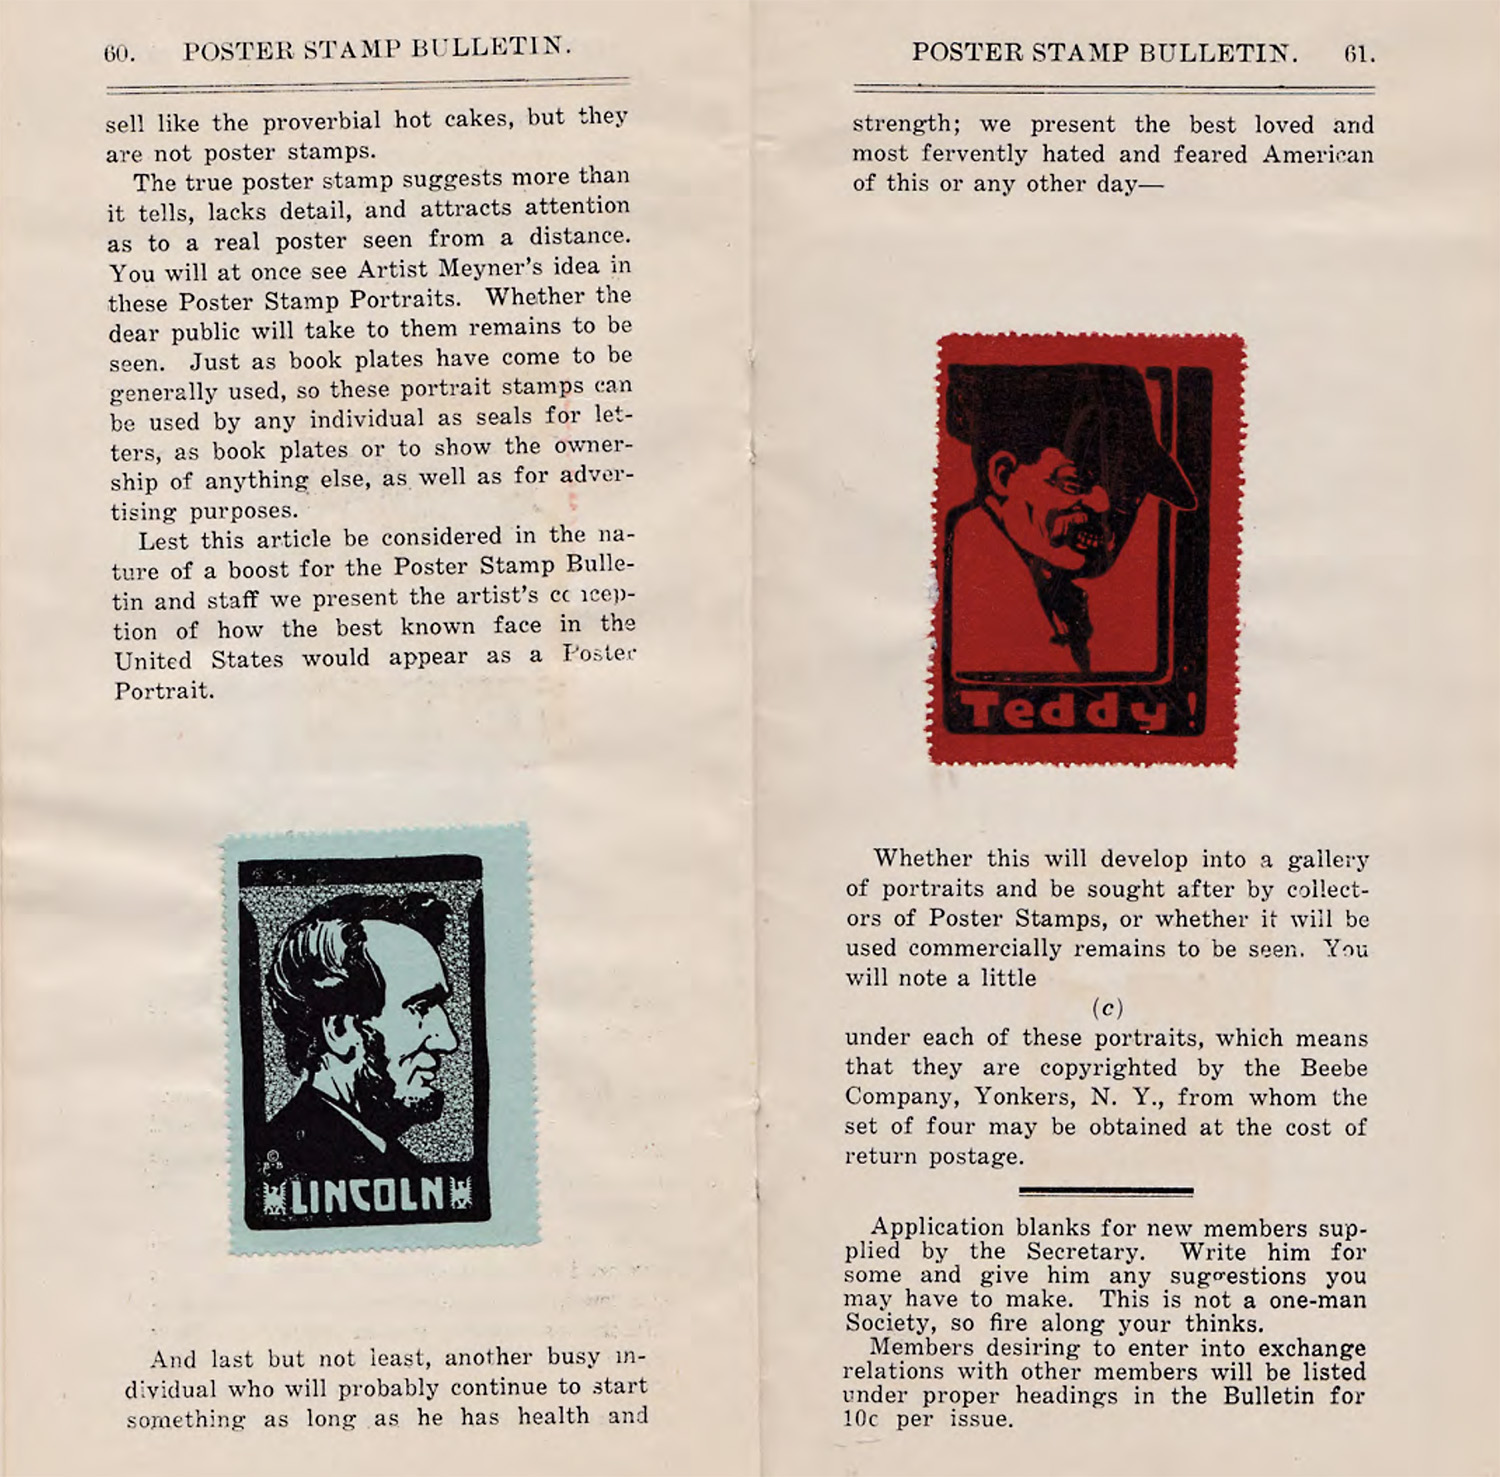 60. POSTER STAMP BULLETIN.
sell like the proverbial hot cakes, but they
are not poster stamps.
The true poster stamp suggests more than
it tells, lacks detail, and attracts attention
as to a real poster seen from a distance.
You will at once see Artist Meyner's idea in
these Poster Stamp Portraits. Whether the
dear public will take to them remains to be
seen. Just as book plates have come to be
generally used, so these portrait stamps can
be used by any individual as seals for let-
ters, as book plates or to show the owner-
ship of anything else, as well as for adver-
tising purposes.
Lest this article be considered in the na-
ture of a boost for the Poster Stamp Bulle-
tin and staff we present the artist's concep-
tion of how the best known face in the
United States would appear as a Poster
Portrait.
©
B-B
LINCOLN
And last but not least, another busy in-
dividual who will probably continue to start
something as long as he has health and
POSTER STAMP BULLETIN. 61.
strength; we present the best loved and
most fervently hated and feared American
of this or any other day—
Teddy!
Whether this will develop into a gallery
of portraits and be sought after by collect-
ors of Poster Stamps, or whether it will be
used commercially remains to be seen. You
will note a little
(c)
under each of these portraits, which means
that they are copyrighted by the Beebe
Company, Yonkers, N. Y., from whom the
set of four may be obtained at the cost of
return postage.
Application blanks for new members sup-
plied by the Secretary. Write him for
some and give him any suggestions you
may have to make. This is not a one-man
Society, so fire along your thinks.
Members desiring to enter into exchange
relations with other members will be listed
under proper headings in the Bulletin for
10c per issue.